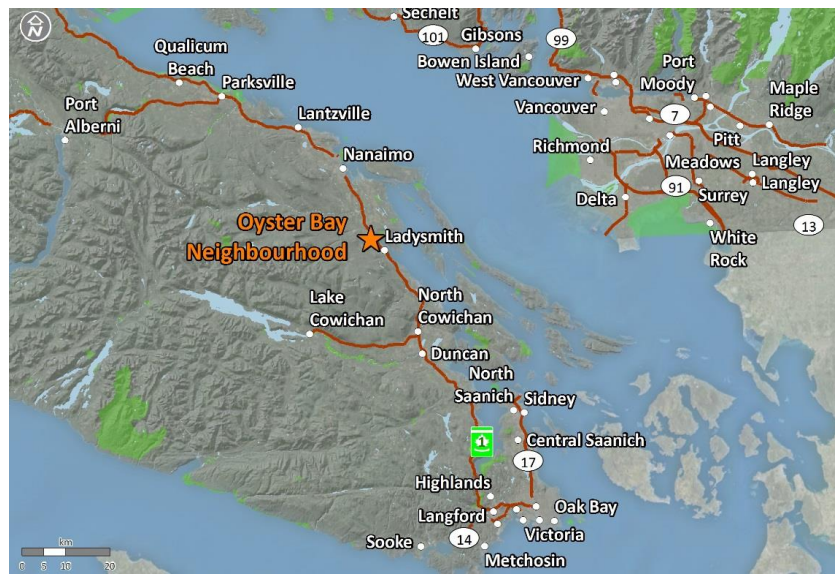 Sechelt
101
Gibsons
99
Bowen Island
Qualicum
Beach
Parksville
West Vancouver
Port
Moody
Maple
Ridge
Port
Alberni
Lantzville
Vancouver
7
Nanaimo
Richmond
Pitt
Meadows
Langley
Langley
91
Surrey
Delta
13
White
Rock
Oyster Bay
Neighbourhood
Ladysmith
Lake
Cowichan
North
Cowichan
Duncan
North
Saanich
Sidney
1
Central Saanich
17
Highlands
Langford
Oak Bay
Victoria
14
Sooke
Metchosin
km
0 5 10 20
N